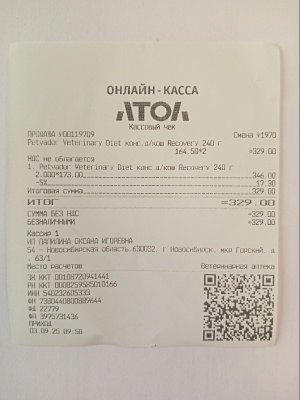 ОНЛАЙН-КАССА
АТОЛ
Кассовый чек
ПРОДАЖА №00119709 Смена №1970
Petvador Veterinary Diet конс.д/кош Recovery 240 г
164.50*2 =329.00
НДС не облагается
1. Petvador Veterinary Diet конс.д/кош Recovery 240 г
2.000*173.00 346.00
-5% 17.30
Итоговая сумма 329.00
ИТОГ =329.00
СУММА БЕЗ НДС =329.00
БЕЗНАЛИЧНЫМИ =329.00
Кассир 1
ИП ПАПИЛИНА ОКСАНА ИГОРЕВНА
54 - Новосибирская область,630032, г Новосибирск, мкр Горский, д
. 63/1
Место расчетов Ветеринарная аптека
ЗН ККТ 00108720941441
РН ККТ 0008259585018166
ИНН 540232605333
ФН 7380440800889644
ФД 22779
ФП 3975731436
ПРИХОД
03.09.25 09:58